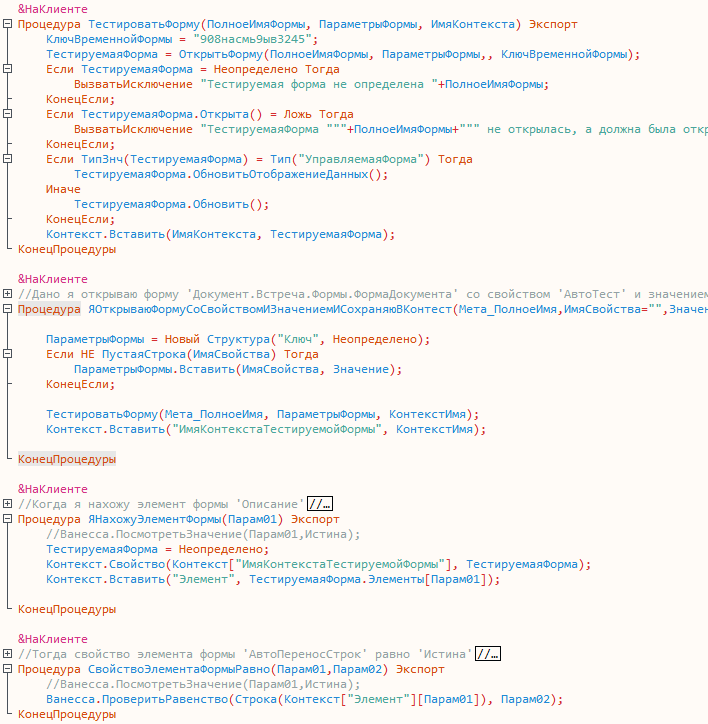 &НаКлиенте
Процедура ТестироватьФорму(ПолноеИмяФормы, ПараметрыФормы, ИмяКонтекста) Экспорт
КлючВременнойФормы = "908насмь9ыв3245";
ТестируемаяФорма = ОткрытьФорму(ПолноеИмяФормы, ПараметрыФормы,, КлючВременнойФормы);
Если ТестируемаяФорма = Неопределено Тогда
ВызватьИсключение "Тестируемая форма не определена "+ПолноеИмяФормы;
КонецЕсли;
Если ТестируемаяФорма.Открыта() = Ложь Тогда
ВызватьИсключение "ТестируемаяФорма """+ПолноеИмяФормы+""" не открылась, а должна была откр
КонецЕсли;
Если ТипЗнч(ТестируемаяФорма) = Тип("УправляемаяФорма") Тогда
ТестируемаяФорма.ОбновитьОтображениеДанных();
Иначе
ТестируемаяФорма.Обновить();
КонецЕсли;
Контекст.Вставить(ИмяКонтекста, ТестируемаяФорма);
КонецПроцедуры
&НаКлиенте
//Дано я открываю форму 'Документ.Встреча.Формы.ФормаДокумента' со свойством 'АвтоТест' и значением
Процедура ЯОткрываюФормуСоСвойствомИЗначениемИСохраняюВКонтест(Мета_ПолноеИмя,ИмяСвойства="",Значен
ПараметрыФормы = Новый Структура("Ключ", Неопределено);
Если НЕ ПустаяСтрока(ИмяСвойства) Тогда
ПараметрыФормы.Вставить(ИмяСвойства, Значение);
КонецЕсли;
ТестироватьФорму(Мета_ПолноеИмя, ПараметрыФормы, КонтекстИмя);
Контекст.Вставить("ИмяКонтекстаТестируемойФормы", КонтекстИмя);
КонецПроцедуры
&НаКлиенте
//Когда я нахожу элемент формы 'Описание' //…
Процедура ЯНахожуЭлементФормы(Парам01) Экспорт
//Ванесса.ПосмотретьЗначение(Парам01,Истина);
ТестируемаяФорма = Неопределено;
Контекст.Свойство(Контекст["ИмяКонтекстаТестируемойФормы"], ТестируемаяФорма);
Контекст.Вставить("Элемент", ТестируемаяФорма.Элементы[Парам01]);
КонецПроцедуры
&НаКлиенте
//Тогда свойство элемента формы 'АвтоПереносСтрок' равно 'Истина' //…
Процедура СвойствоЭлементаФормыРавно(Парам01,Парам02) Экспорт
//Ванесса.ПосмотретьЗначение(Парам01,Истина);
Ванесса.ПроверитьРавенство(Строка(Контекст["Элемент"][Парам01]), Парам02);
КонецПроцедуры